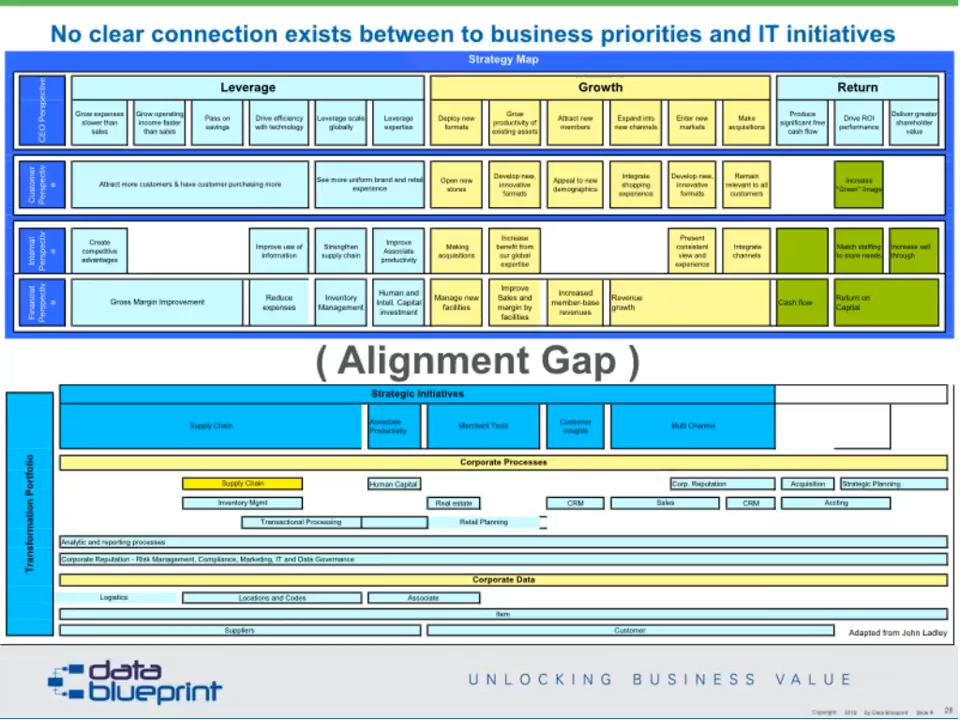 No clear connection exists between to business priorities and IT initiatives
Strategy Map
CEO Perspective
Leverage
Growth
Return
Grow expenses
slower than
sales
Grow operating
income faster
than sales
Pass on
savings
Drive efficiency
with technology
Leverage scale
globally
Leverage
expertise
Deploy new
formats
Grow
productivity of
existing assets
Attract new
members
Expand into
new channels
Enter new
markets
Make
acquisitions
Produce
significant free
cash flow
Drive ROI
performance
Deliver greater
shareholder
value
Customer
Perspectiv
e
Attract more customers & have customer purchasing more
See more uniform brand and retail
experience
Open new
stores
Develop new,
innovative
formats
Appeal to new
demographics
Integrate
shopping
experience
Develop new,
innovative
formats
Remain
relevant to all
customers
Increase
"Green" Image
Internal
Perspectiv
e
Create
competitive
advantages
Improve use of
information
Strengthen
supply chain
Improve
Associate
productivity
Making
acquisitions
Increase
benefit from
our global
expertise
Present
consistent
view and
experience
Integrate
channels
Match staffing
to store needs
Increase sell
through
Financial
Perspectiv
e
Gross Margin Improvement
Reduce
expenses
Inventory
Management
Human and
Intell. Capital
investment
Manage new
facilities
Improve
Sales and
margin by
facilities
Increased
member-base
revenues
Revenue
growth
Cash flow
Return on
Capital
( Alignment Gap )
Transformation Portfolio
Strategic Initiatives
Supply Chain
Associate
Productivity
Merchant Tools
Customer
Insights
Multi Channel
Corporate Processes
Supply Chain
Human Capital
Corp. Reputation
Acquisition
Strategic Planning
Inventory Mgmt
Real estate
CRM
Sales
CRM
Accting
Transactional Processing
Retail Planning
Analytic and reporting processes
Corporate Reputation - Risk Management, Compliance, Marketing, IT and Data Governance
Corporate Data
Logistics
Locations and Codes
Associate
Item
Suppliers
Customer
Adapted from John Ladley
data
blueprint
UNLOCKING BUSINESS VALUE
Copyright by Data Blueprint Slide #
28